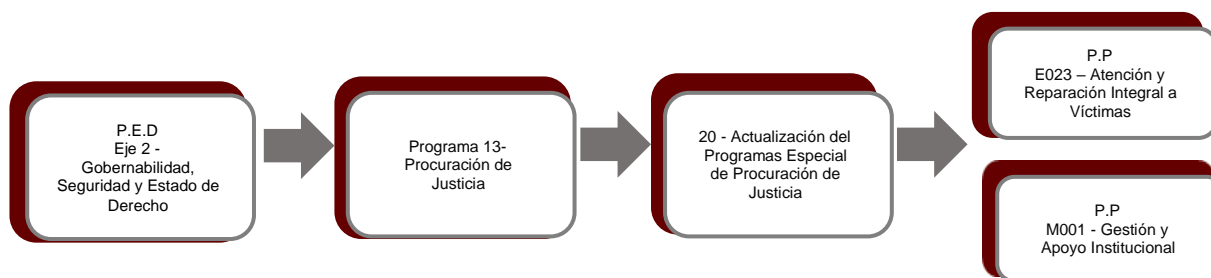 P.E.D
Eje 2 -
Gobernabilidad,
Seguridad y Estado de
Derecho
Programa 13-
Procuración de
Justicia
20 - Actualización del
Programas Especial
de Procuración de
Justicia
P.P
E023 – Atención y
Reparación Integral a
Víctimas
P.P
M001 - Gestión y
Apoyo Institucional